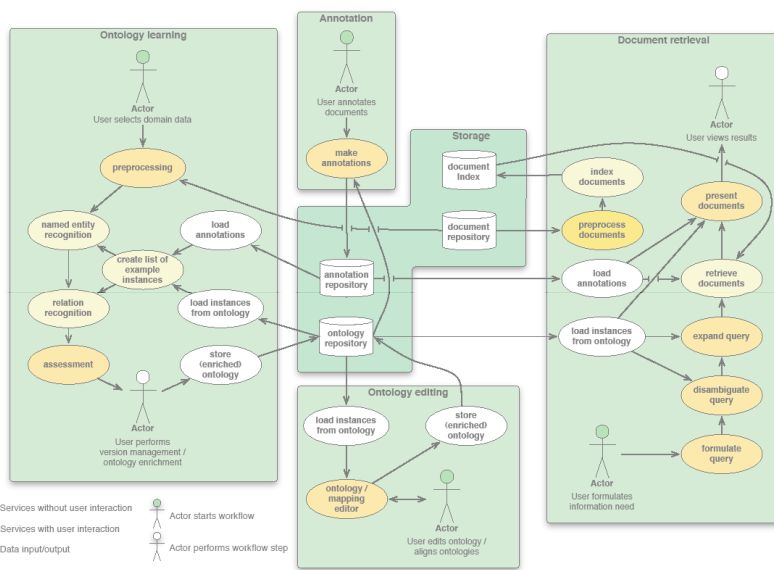 Ontology learning
Actor
User selects domain data
preprocessing
named entity
recognition
load
annotations
create list of
example
instances
relation
recognition
load instances
from ontology
assessment
store
(enriched)
ontology
Actor
User performs
version management /
ontology enrichment
Annotation
Actor
User annotates
documents
make
annotations
Storage
document
Index
document
repository
annotation
repository
ontology
repository
Ontology editing
load instances
from ontology
store
(enriched)
ontology
ontology /
mapping
editor
Actor
User edits ontology /
aligns ontologies
Document retrieval
Actor
User views results
index
documents
present
documents
preprocess
documents
load
annotations
retrieve
documents
load instances
from ontology
expand query
disambiguate
query
Actor
User formulates
information need
formulate
query
Services without user interaction
Services with user interaction
Data input/output
Actor starts workflow
Actor performs workflow step